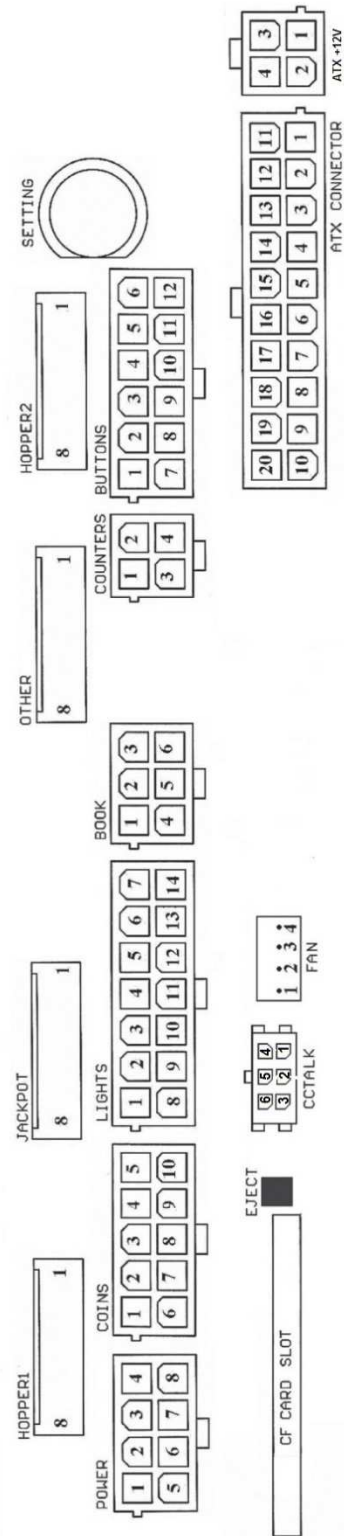 HOPPER1
8 1
JACKPOT
8 1
OTHER
8 1
HOPPER2
8 1
SETTING
POWER
1 2 3 4
5 6 7 8
COINS
1 2 3 4 5
6 7 8 9 10
LIGHTS
1 2 3 4 5 6 7
8 9 10 11 12 13 14
BOOK
1 2 3
4 5 6
COUNTERS
1 2
3 4
BUTTONS
1 2 3 4 5 6
7 8 9 10 11 12
CF CARD SLOT
EJECT
6 5 4
3 2 1
CCTALK
1 2 3 4
FAN
20 19 18 17 16 15 14 13 12 11
10 9 8 7 6 5 4 3 2 1
ATX CONNECTOR
4 3
2 1
ATX +12V